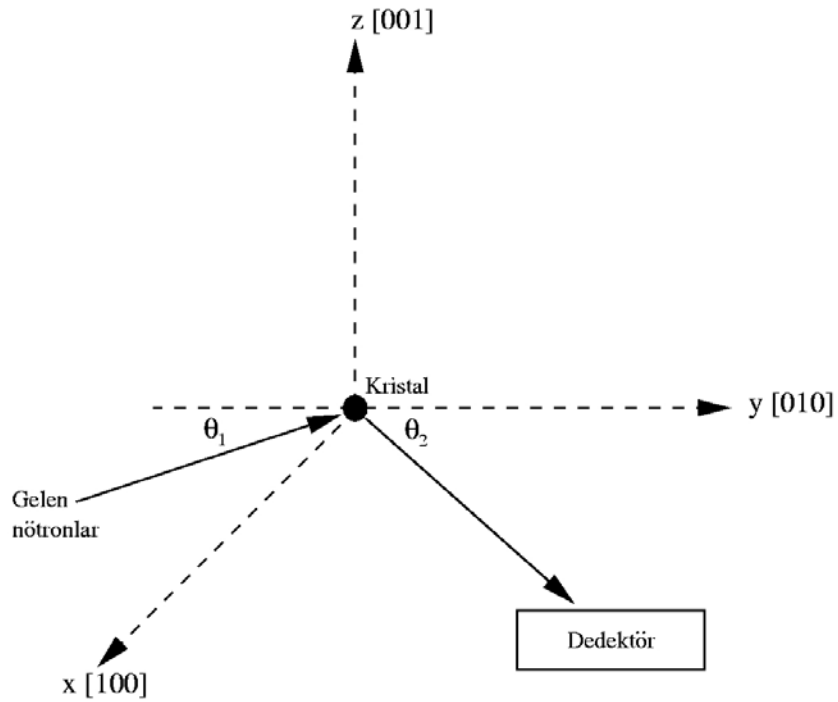 z [001]
Kristal
y [010]
θ₁
θ₂
Gelen
nötronlar
Dedektör
x [100]